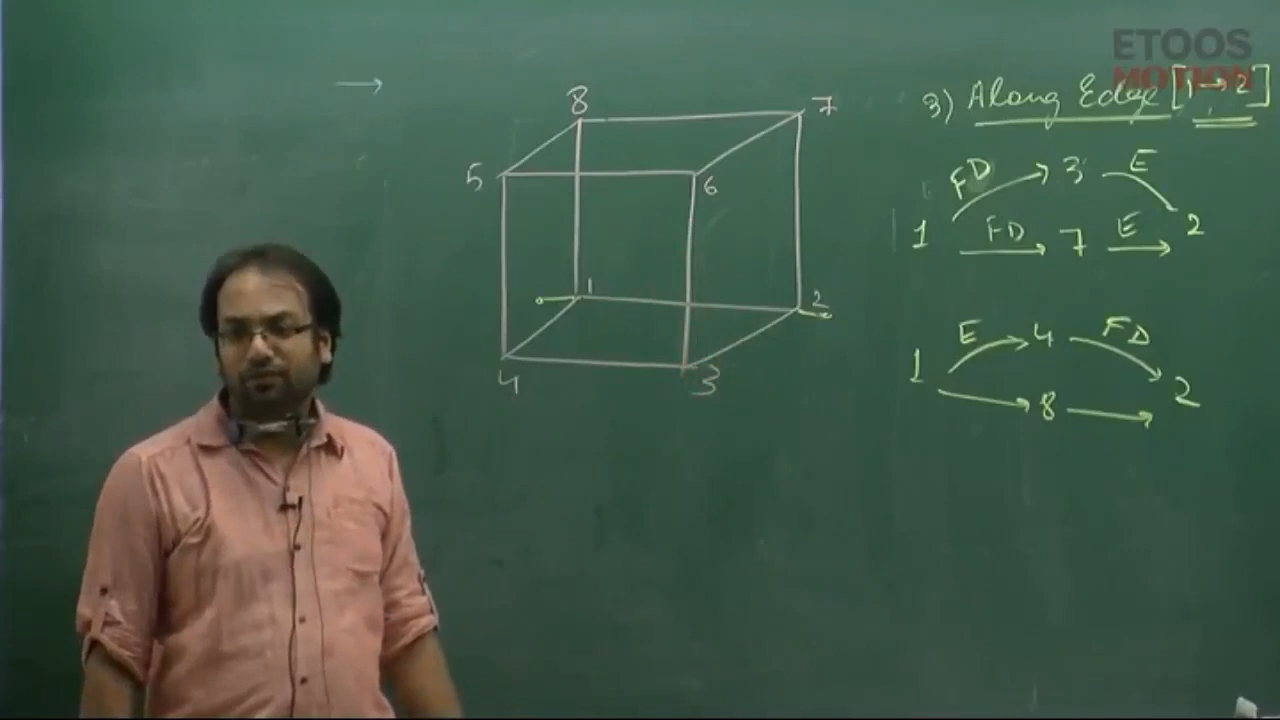 ETOOS
MOTION
3) Along Edge [1 → 2]
8 7
5 6
1 2
4 3
FD → 3 E
1 FD → 7 E → 2
E → 4 FD
1 → 8 → 2